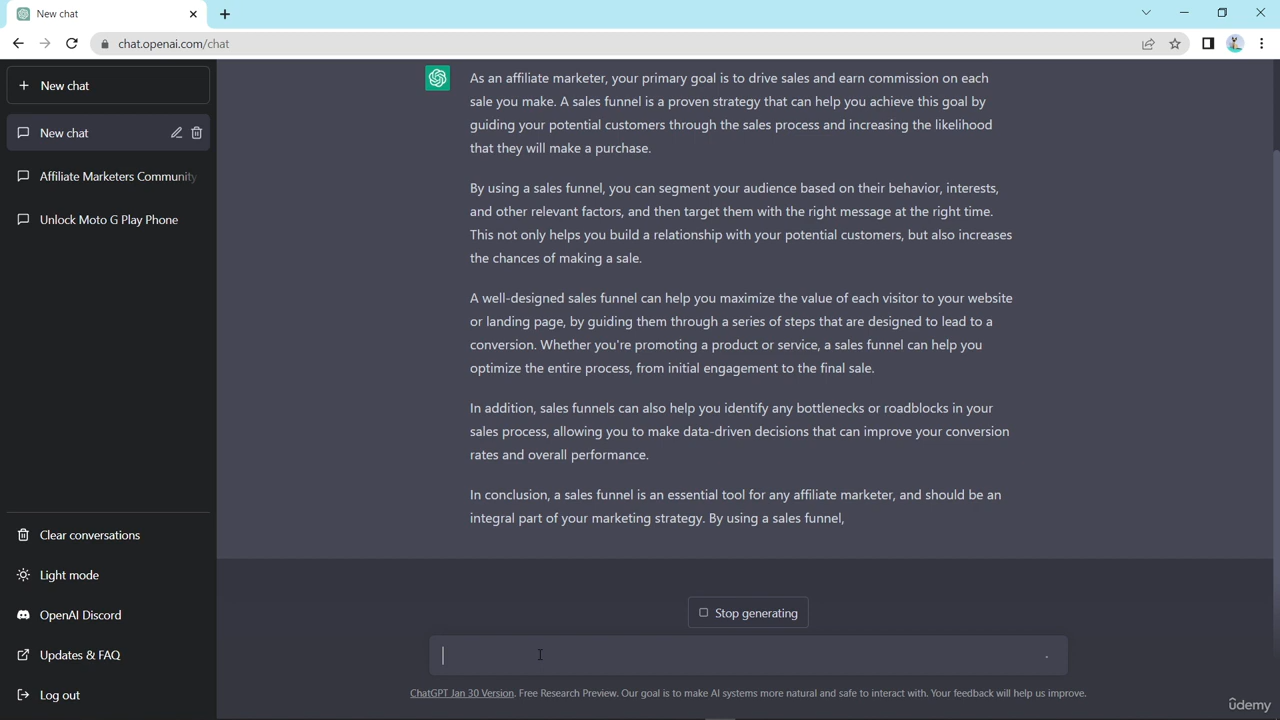 New chat
chat.openai.com/chat
New chat
New chat
Affiliate Marketers Community
Unlock Moto G Play Phone
Clear conversations
Light mode
OpenAI Discord
Updates & FAQ
Log out
As an affiliate marketer, your primary goal is to drive sales and earn commission on each
sale you make. A sales funnel is a proven strategy that can help you achieve this goal by
guiding your potential customers through the sales process and increasing the likelihood
that they will make a purchase.
By using a sales funnel, you can segment your audience based on their behavior, interests,
and other relevant factors, and then target them with the right message at the right time.
This not only helps you build a relationship with your potential customers, but also increases
the chances of making a sale.
A well-designed sales funnel can help you maximize the value of each visitor to your website
or landing page, by guiding them through a series of steps that are designed to lead to a
conversion. Whether you're promoting a product or service, a sales funnel can help you
optimize the entire process, from initial engagement to the final sale.
In addition, sales funnels can also help you identify any bottlenecks or roadblocks in your
sales process, allowing you to make data-driven decisions that can improve your conversion
rates and overall performance.
In conclusion, a sales funnel is an essential tool for any affiliate marketer, and should be an
integral part of your marketing strategy. By using a sales funnel,
Stop generating
ChatGPT Jan 30 Version. Free Research Preview. Our goal is to make AI systems more natural and safe to interact with. Your feedback will help us improve.
ûdemy